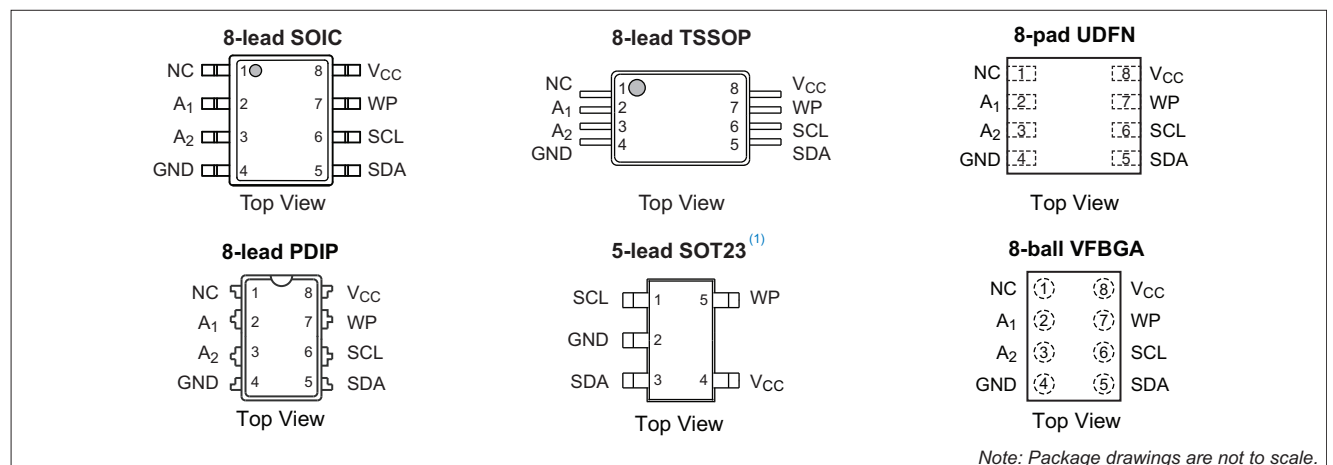 8-lead SOIC
NC 1 8 VCC
A1 2 7 WP
A2 3 6 SCL
GND 4 5 SDA
Top View
8-lead TSSOP
NC 1 8 VCC
A1 2 7 WP
A2 3 6 SCL
GND 4 5 SDA
Top View
8-pad UDFN
NC 1 8 VCC
A1 2 7 WP
A2 3 6 SCL
GND 4 5 SDA
Top View
8-lead PDIP
NC 1 8 VCC
A1 2 7 WP
A2 3 6 SCL
GND 4 5 SDA
Top View
5-lead SOT23 (1)
SCL 1 5 WP
GND 2
SDA 3 4 VCC
Top View
8-ball VFBGA
NC 1 8 VCC
A1 2 7 WP
A2 3 6 SCL
GND 4 5 SDA
Top View
Note: Package drawings are not to scale.